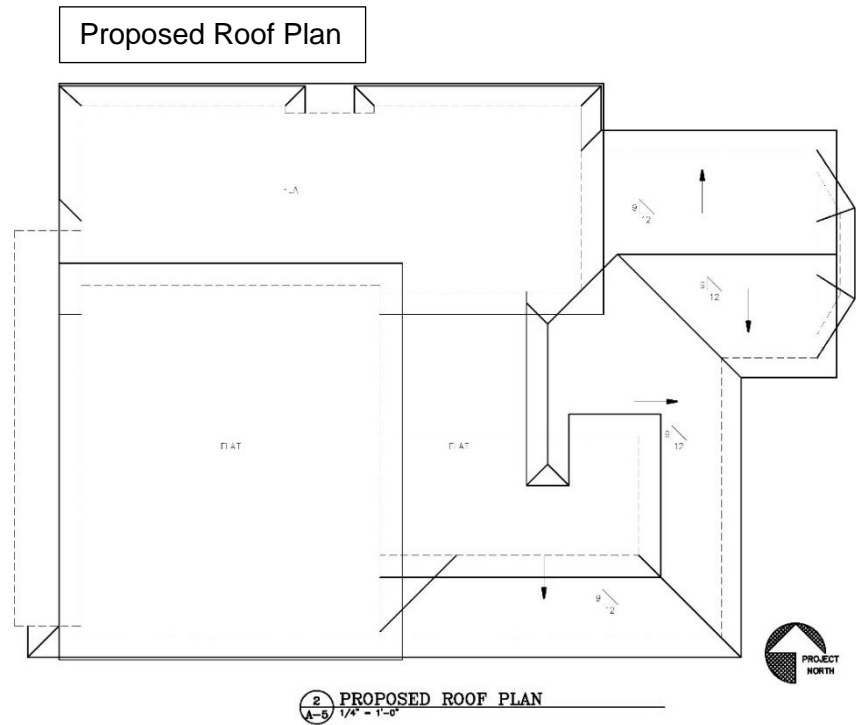 Proposed Roof Plan
9
12
9
12
FLAT
FLAT
9
12
9
12
PROJECT
NORTH
2
A-5
PROPOSED ROOF PLAN
1/4" = 1'-0"